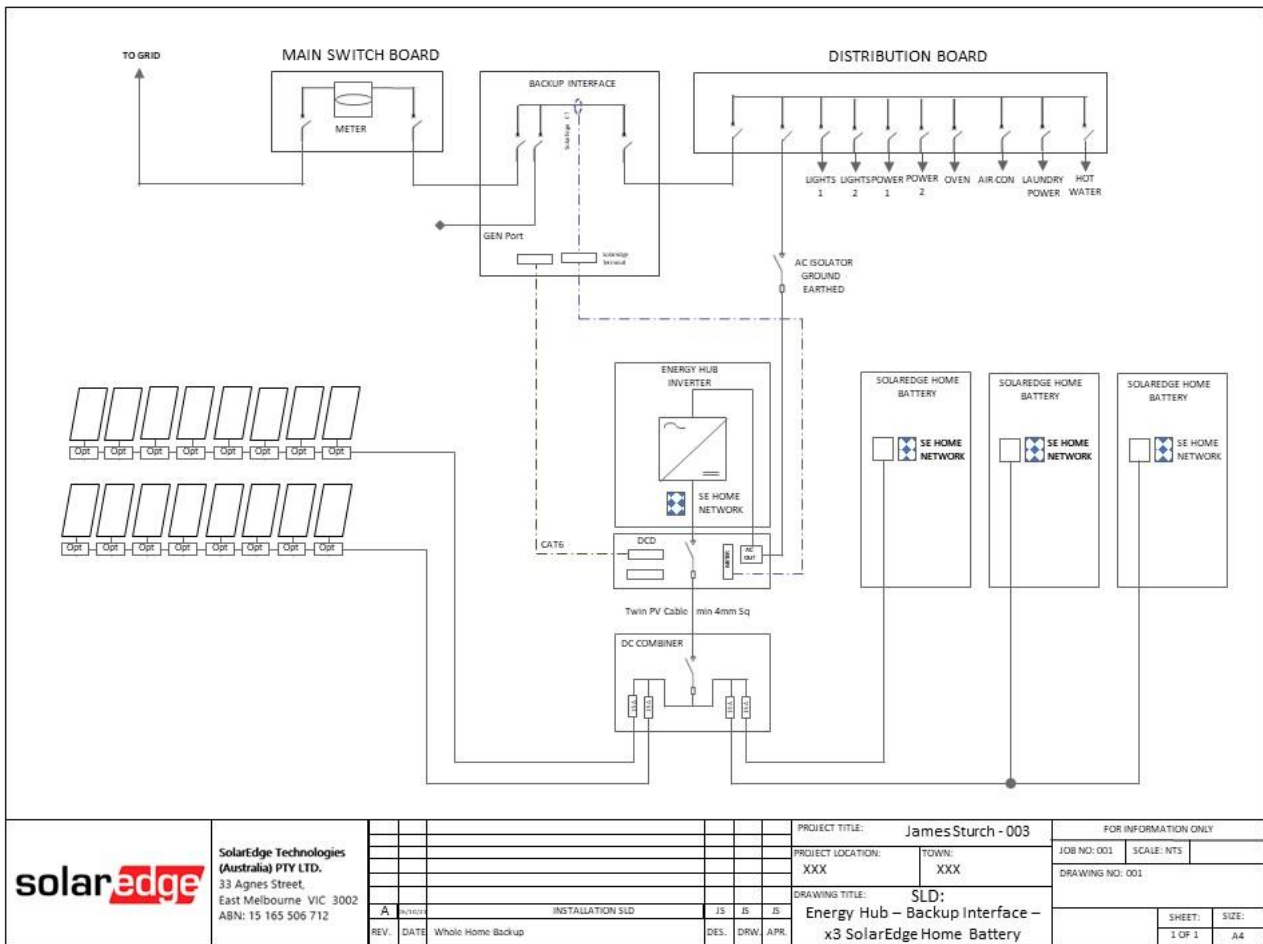 TO GRID
MAIN SWITCH BOARD
METER
BACKUP INTERFACE
GEN Port
DISTRIBUTION BOARD
LIGHTS 1
LIGHTS 2
POWER 1
POWER 2
OVEN
AIR CON
LAUNDRY POWER
HOT WATER
AC ISOLATOR
GROUND
EARTHED
ENERGY HUB
INVERTER
SE HOME
NETWORK
SOLAREDGE HOME
BATTERY
SE HOME
NETWORK
SOLAREDGE HOME
BATTERY
SE HOME
NETWORK
SOLAREDGE HOME
BATTERY
SE HOME
NETWORK
Opt Opt Opt Opt Opt Opt Opt Opt
Opt Opt Opt Opt Opt Opt Opt Opt
CAT6
DCD
METER
AC
OUT
Twin PV Cable min 4mm Sq
DC COMBINER
solaredge
SolarEdge Technologies
(Australia) PTY LTD.
33 Agnes Street,
East Melbourne VIC 3002
ABN: 15 165 506 712
A INSTALLATION SLD JS JS JS
REV. DATE Whole Home Backup DES. DRW. APR.
PROJECT TITLE: James Sturch - 003
PROJECT LOCATION:
XXX
TOWN:
XXX
DRAWING TITLE: SLD:
Energy Hub – Backup Interface –
x3 SolarEdge Home Battery
FOR INFORMATION ONLY
JOB NO: 001 SCALE: NTS
DRAWING NO: 001
SHEET:
1 OF 1
SIZE:
A4